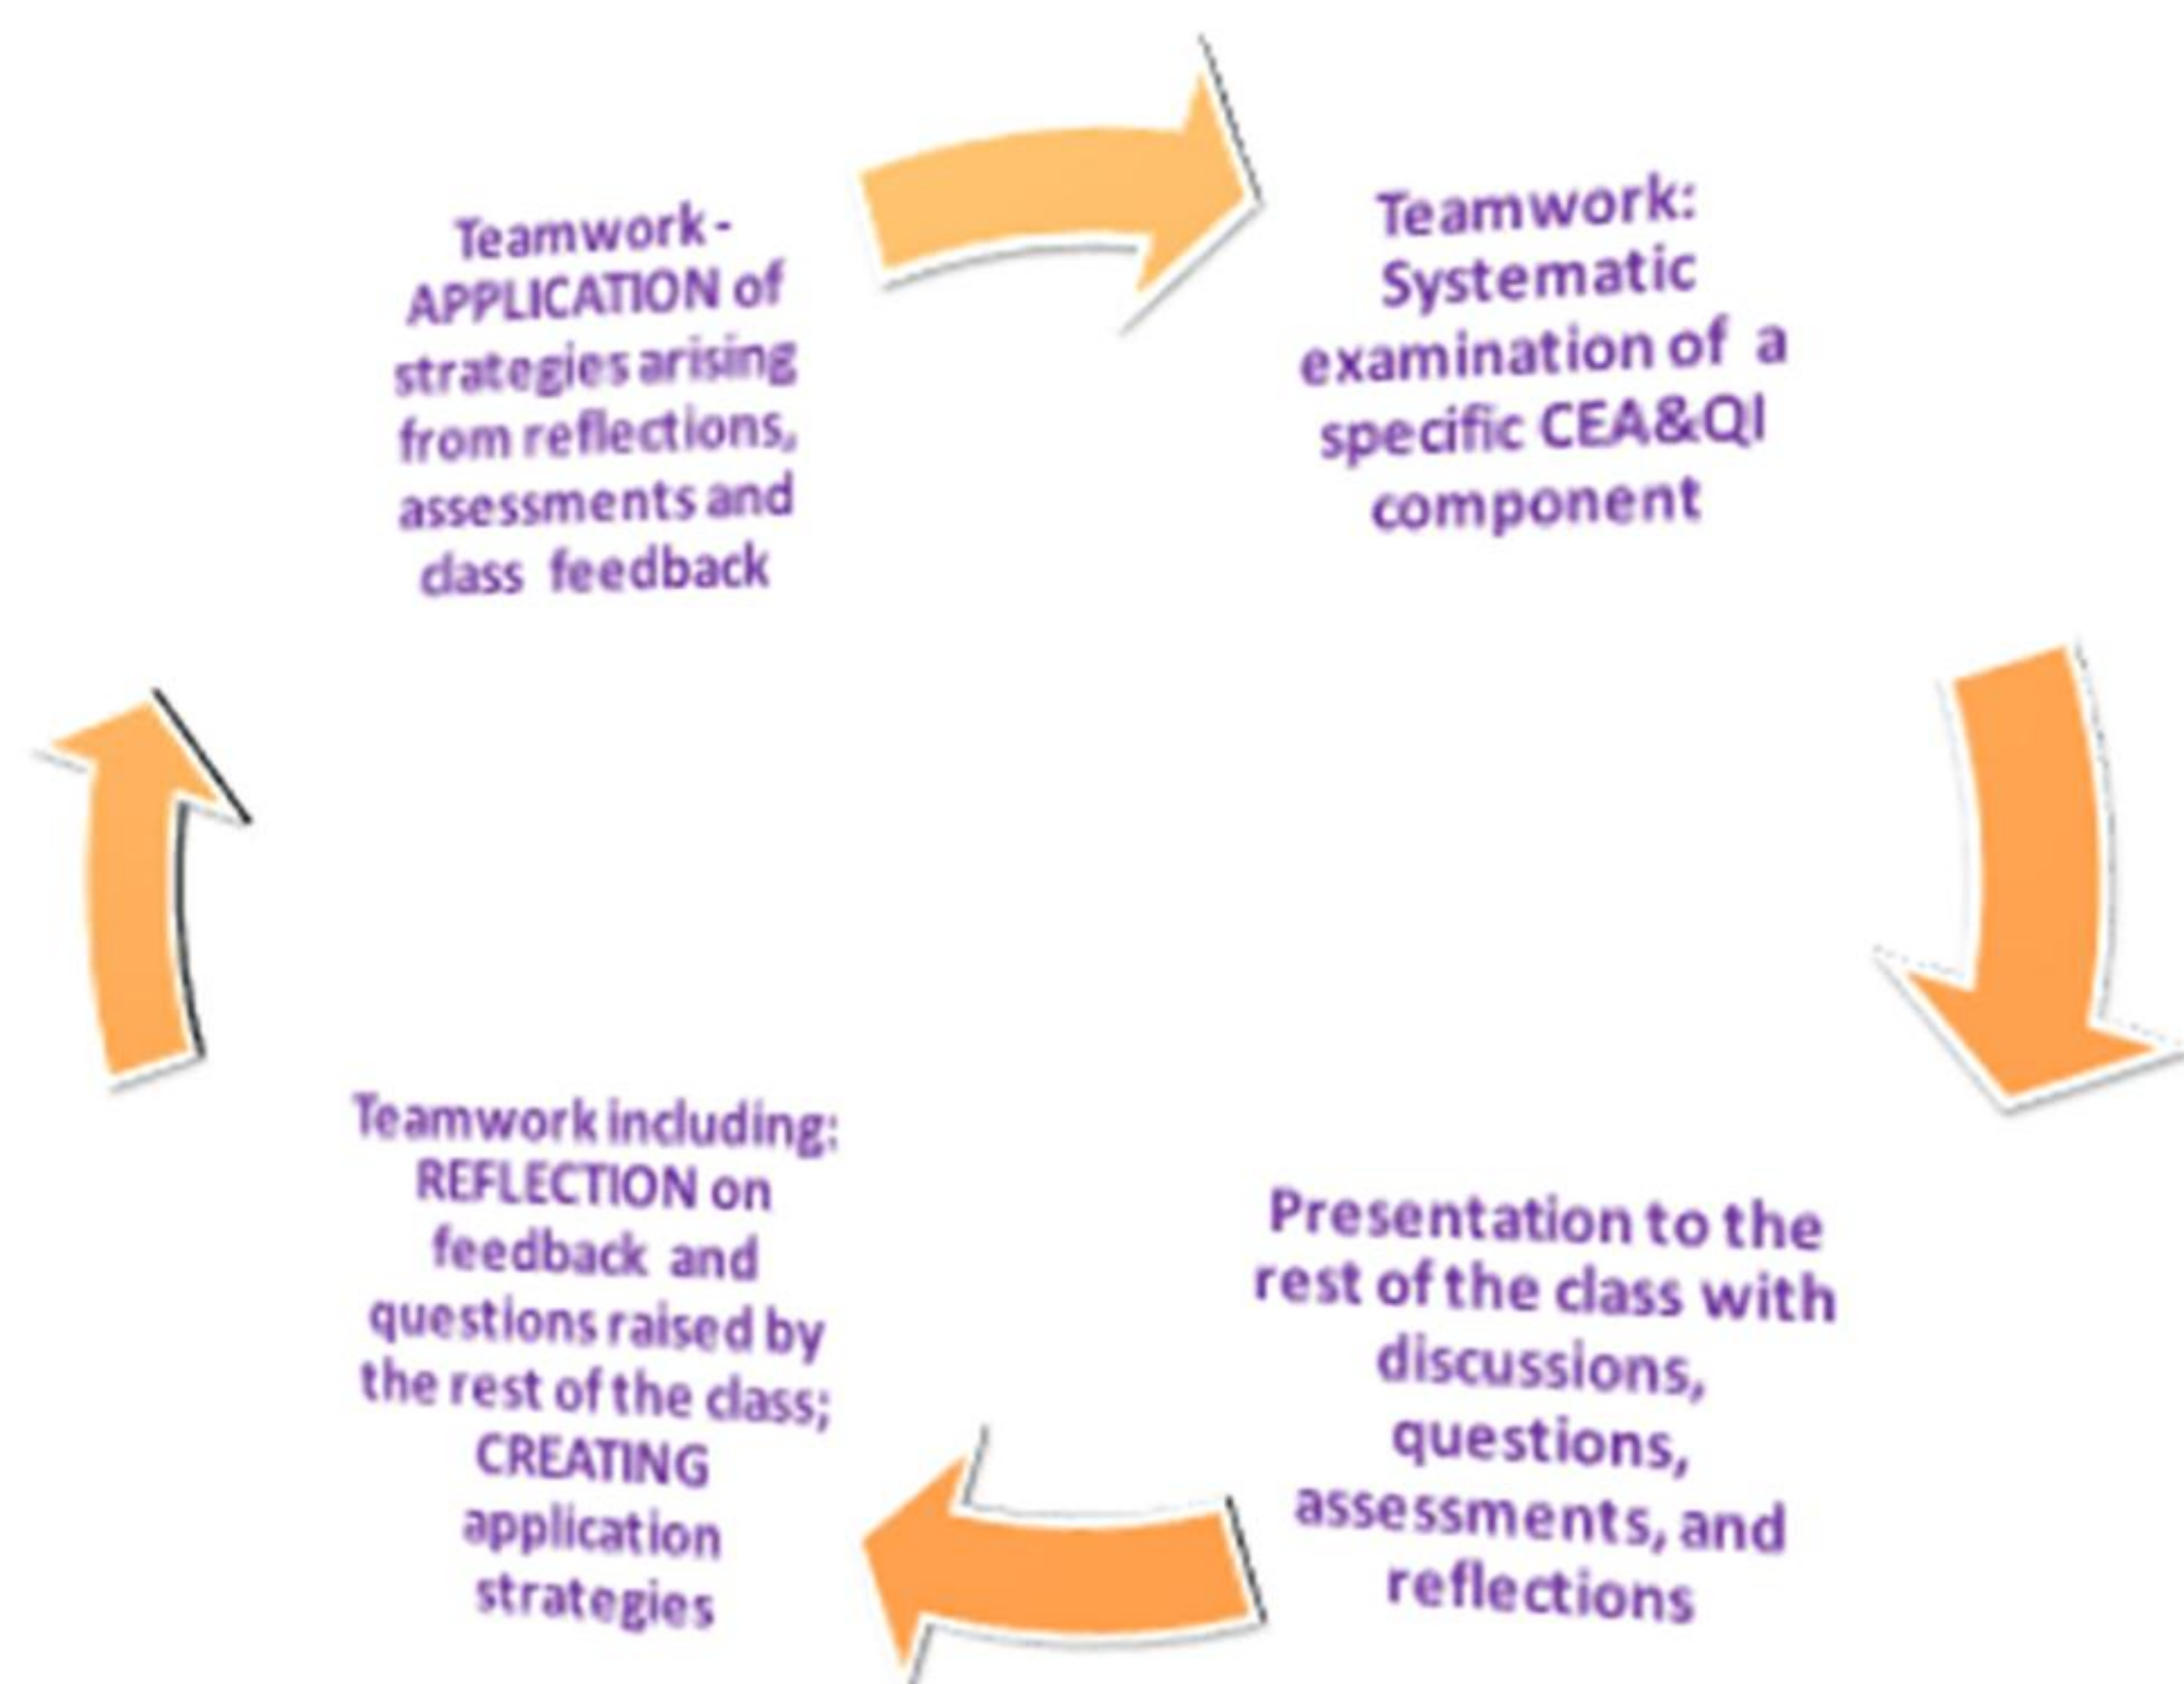 Teamwork -
APPLICATION of
strategies arising
from reflections,
assessments and
class feedback
Teamwork:
Systematic
examination of a
specific CEA&QI
component
Presentation to the
rest of the class with
discussions,
questions,
assessments, and
reflections
Teamwork including:
REFLECTION on
feedback and
questions raised by
the rest of the class;
CREATING
application
strategies